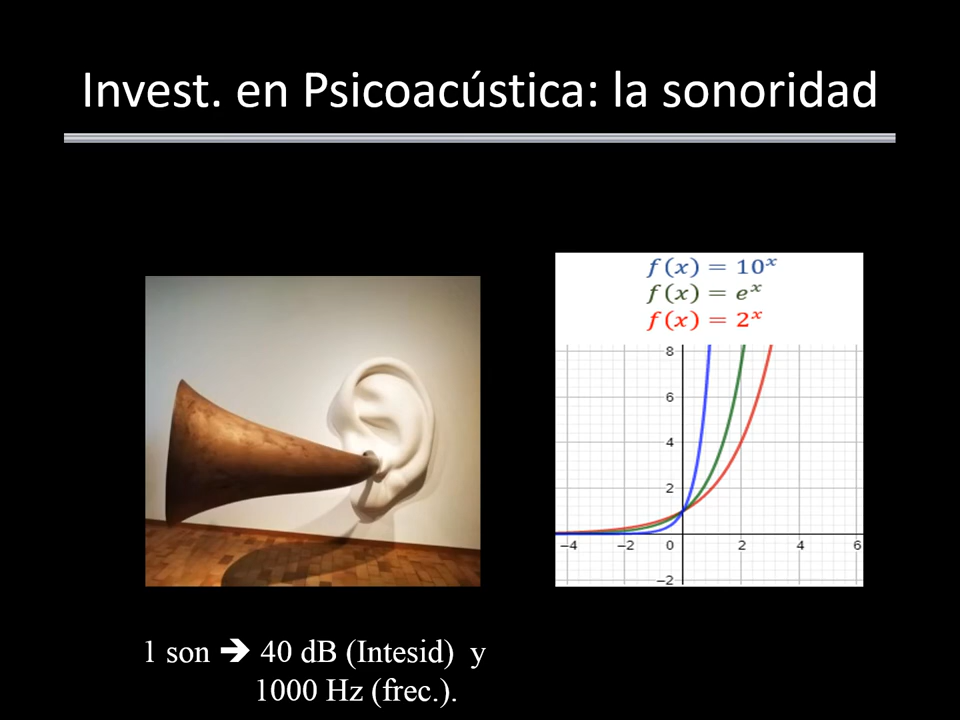 Invest. en Psicoacústica: la sonoridad
f(x) = 10^x
f(x) = e^x
f(x) = 2^x
8
6
4
2
−4 −2 0 2 4 6
−2
1 son 🡺 40 dB (Intesid) y
1000 Hz (frec.).